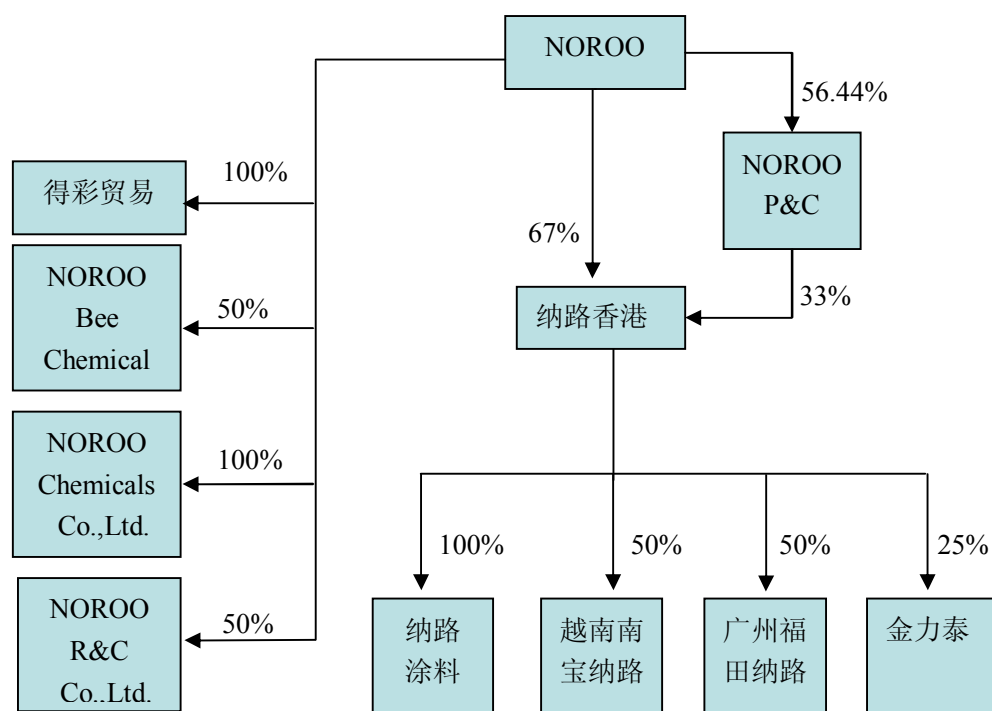 NOROO
56.44%
NOROO
P&C
67%
33%
纳路香港
100%
得彩贸易
50%
NOROO
Bee
Chemical
100%
NOROO
Chemicals
Co.,Ltd.
50%
NOROO
R&C
Co..Ltd.
100%
50%
50%
25%
纳路
涂料
越南南
宝纳路
广州福
田纳路
金力泰